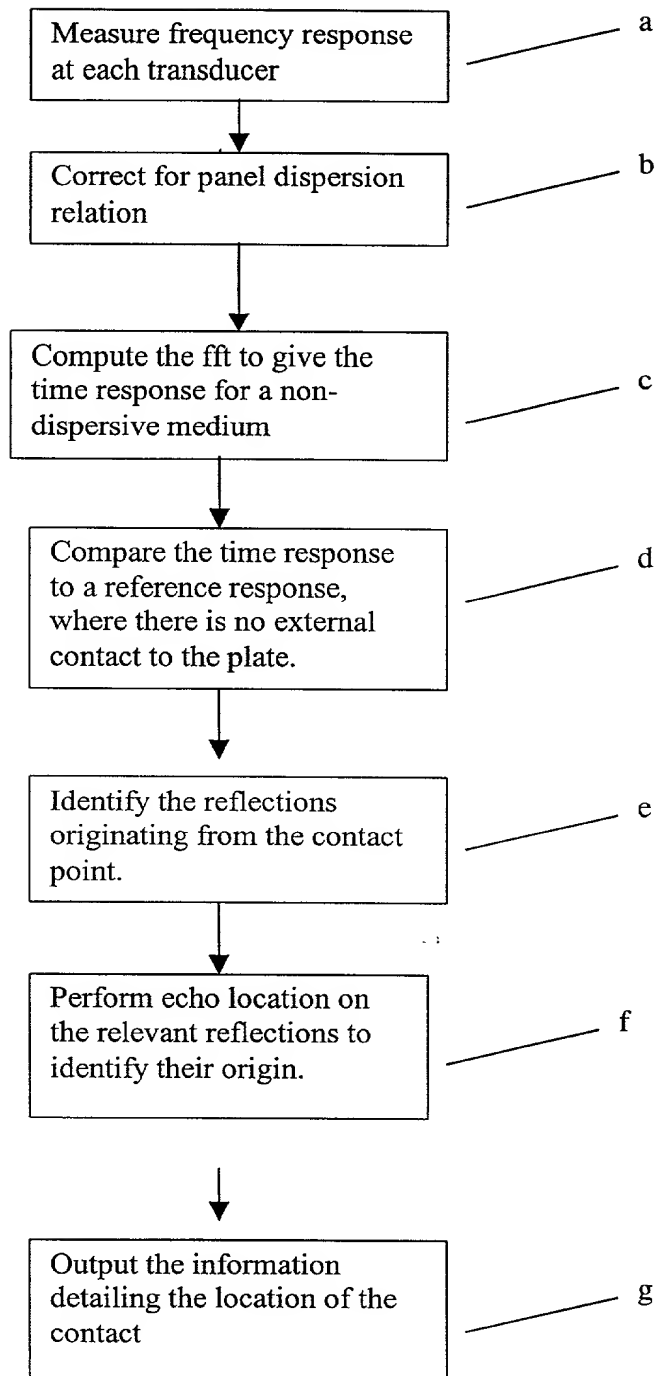 Measure frequency response
at each transducer
a
Correct for panel dispersion
relation
b
Compute the fft to give the
time response for a non-
dispersive medium
c
Compare the time response
to a reference response,
where there is no external
contact to the plate.
d
Identify the reflections
originating from the contact
point.
e
Perform echo location on
the relevant reflections to
identify their origin.
f
Output the information
detailing the location of the
contact
g